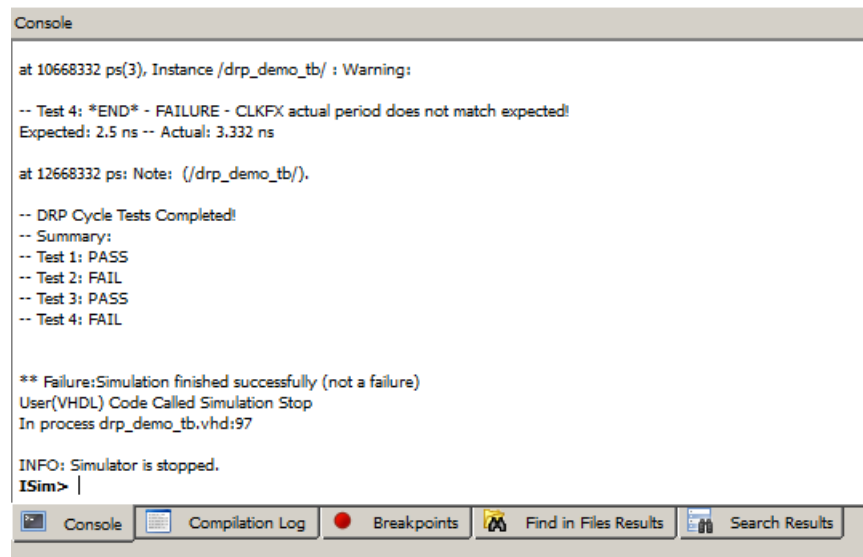 Console
at 10668332 ps(3), Instance /drp_demo_tb/ : Warning:
-- Test 4: *END* - FAILURE - CLKFX actual period does not match expected!
Expected: 2.5 ns -- Actual: 3.332 ns
at 12668332 ps: Note:  (/drp_demo_tb/).
-- DRP Cycle Tests Completed!
-- Summary:
-- Test 1: PASS
-- Test 2: FAIL
-- Test 3: PASS
-- Test 4: FAIL
** Failure:Simulation finished successfully (not a failure)
User(VHDL) Code Called Simulation Stop
In process drp_demo_tb.vhd:97
INFO: Simulator is stopped.
ISim>
Console Compilation Log Breakpoints Find in Files Results Search Results